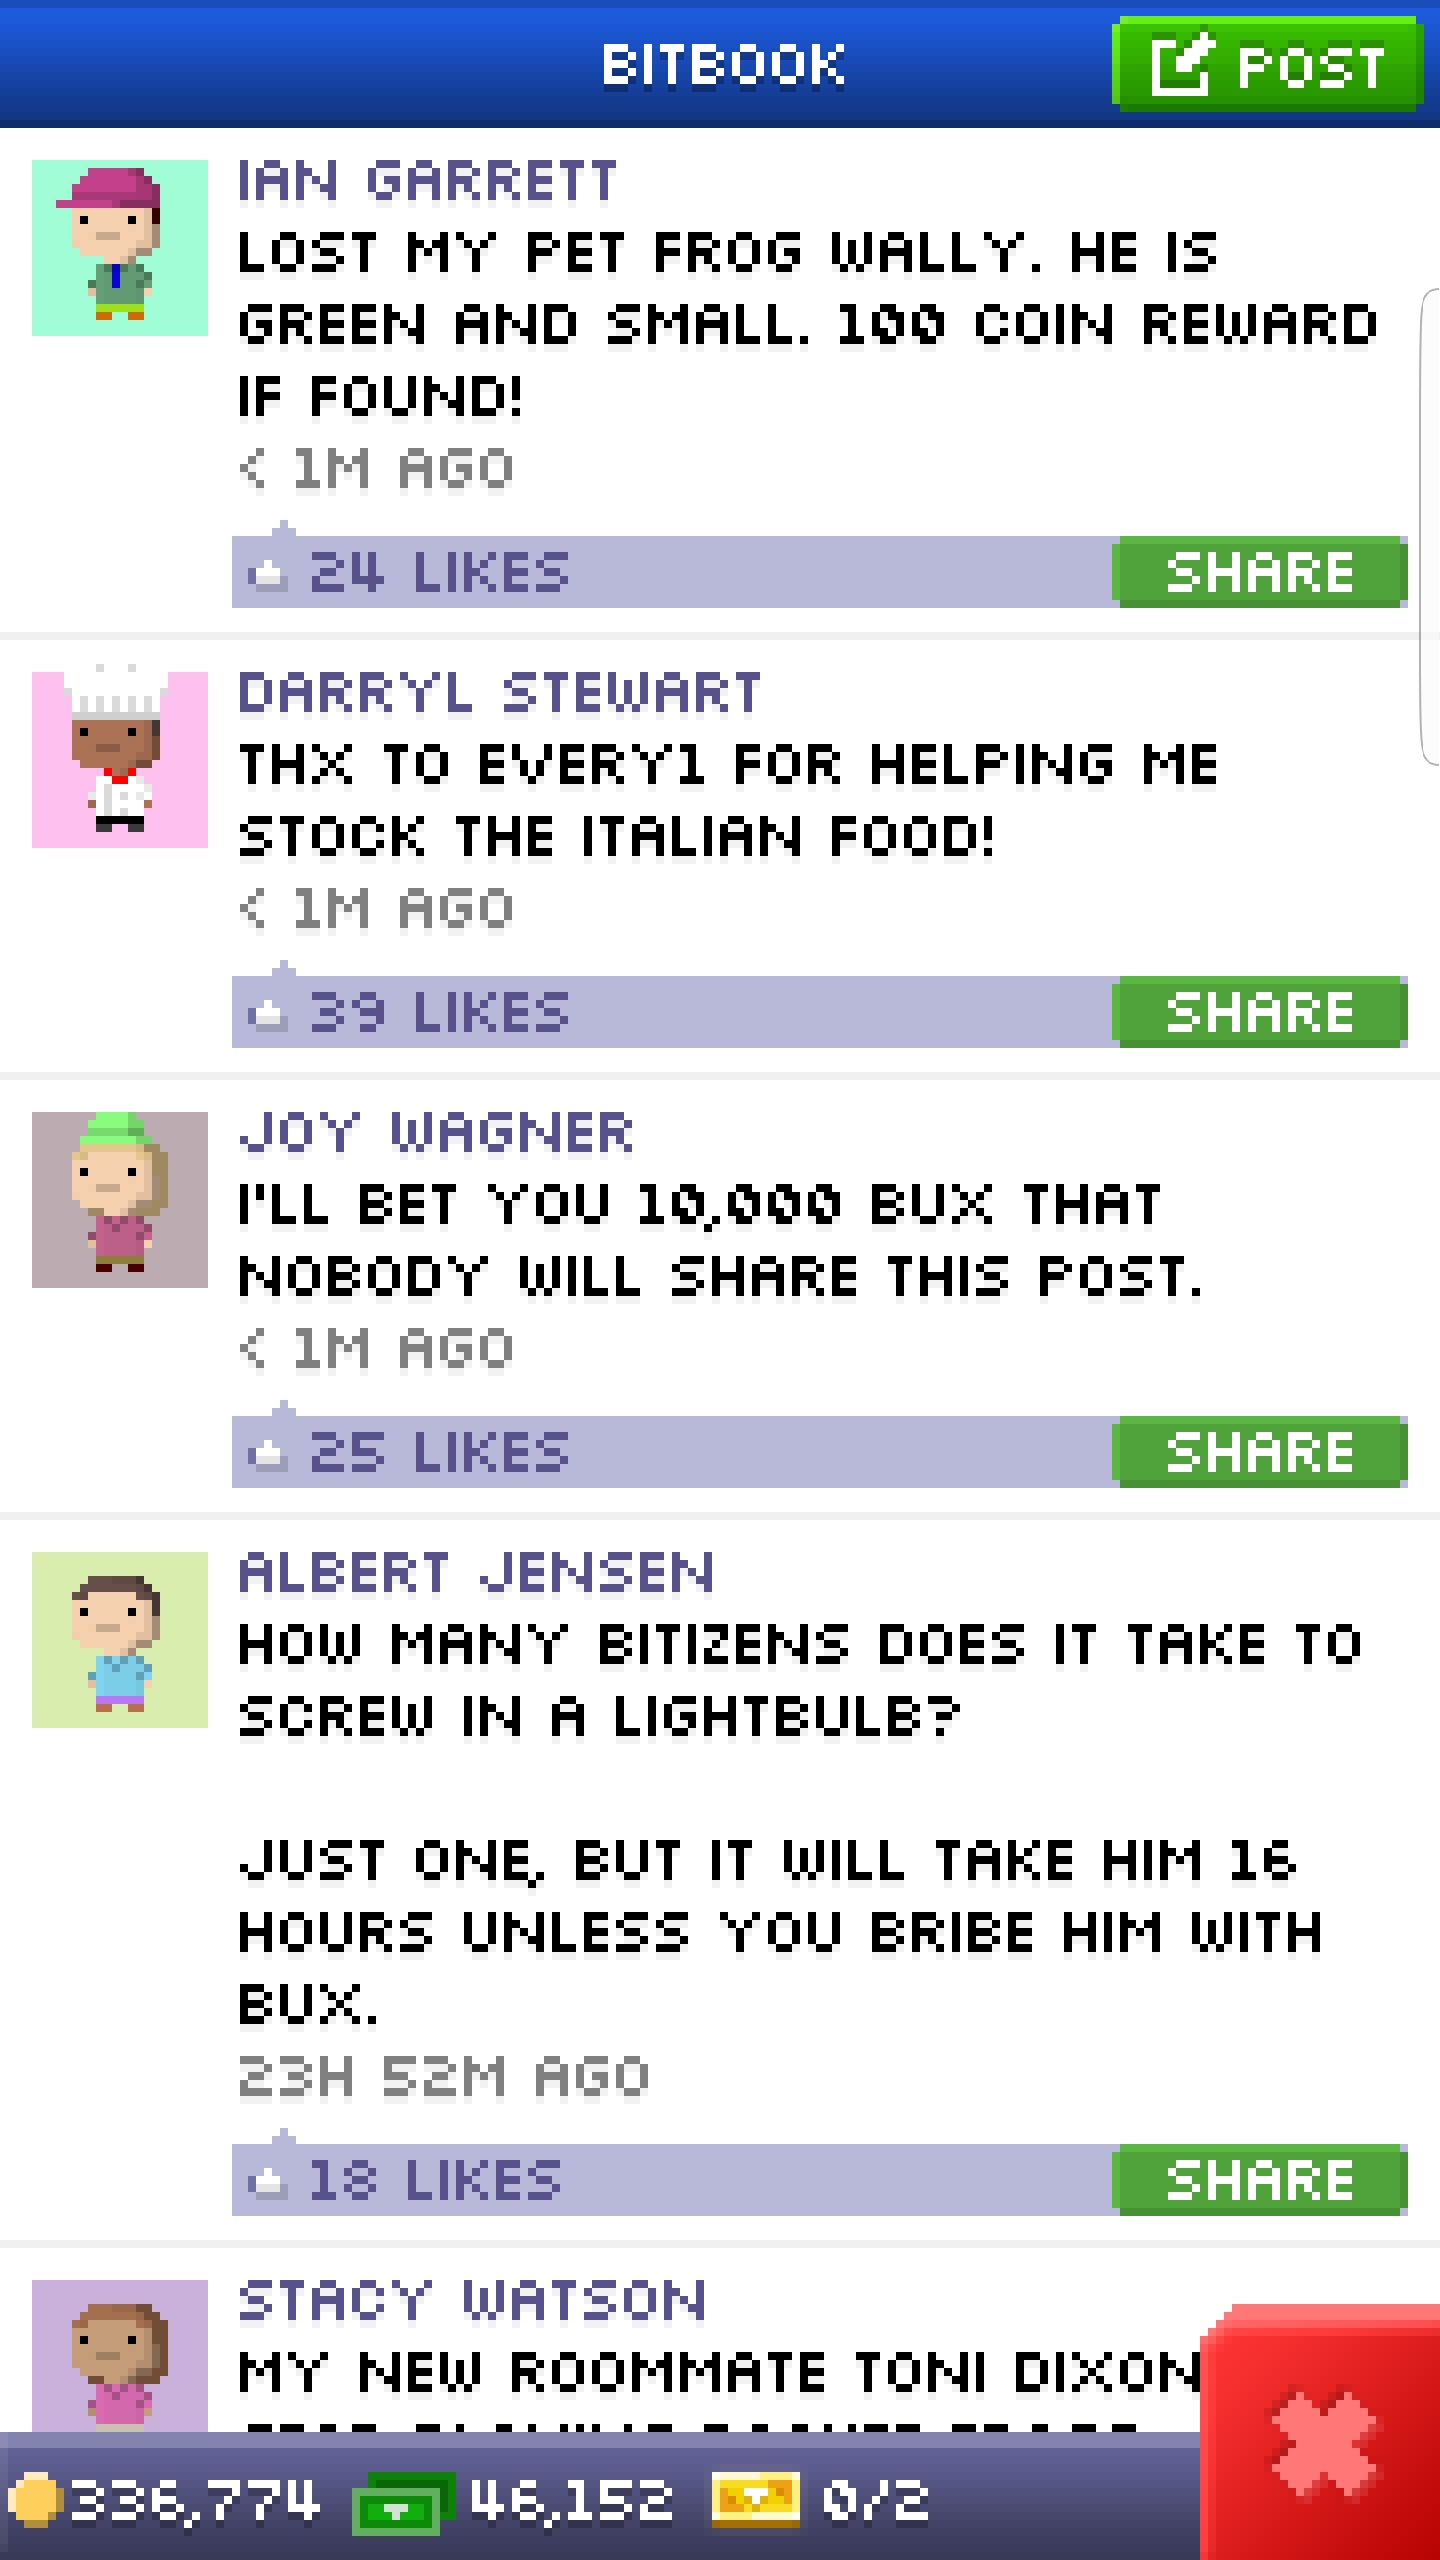 BITBOOK
POST
IAN GARRETT
LOST MY PET FROG WALLY. HE IS
GREEN AND SMALL. 100 COIN REWARD
IF FOUND!
< 1M AGO
24 LIKES
SHARE
DARRYL STEWART
THX TO EVERY1 FOR HELPING ME
STOCK THE ITALIAN FOOD!
< 1M AGO
39 LIKES
SHARE
JOY WAGNER
I'LL BET YOU 10,000 BUX THAT
NOBODY WILL SHARE THIS POST.
< 1M AGO
25 LIKES
SHARE
ALBERT JENSEN
HOW MANY BITIZENS DOES IT TAKE TO
SCREW IN A LIGHTBULB?
JUST ONE, BUT IT WILL TAKE HIM 16
HOURS UNLESS YOU BRIBE HIM WITH
BUX.
23H 52M AGO
18 LIKES
SHARE
STACY WATSON
MY NEW ROOMMATE TONI DIXON
336,774
46,152
0/2